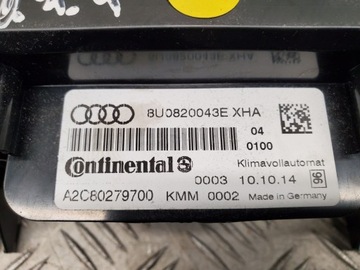 8U0820043E XHA
04
0100
Continental
Klimavollautomat
0003 10.10.14
96
A2C80279700 KMM 0002 Made in Germany